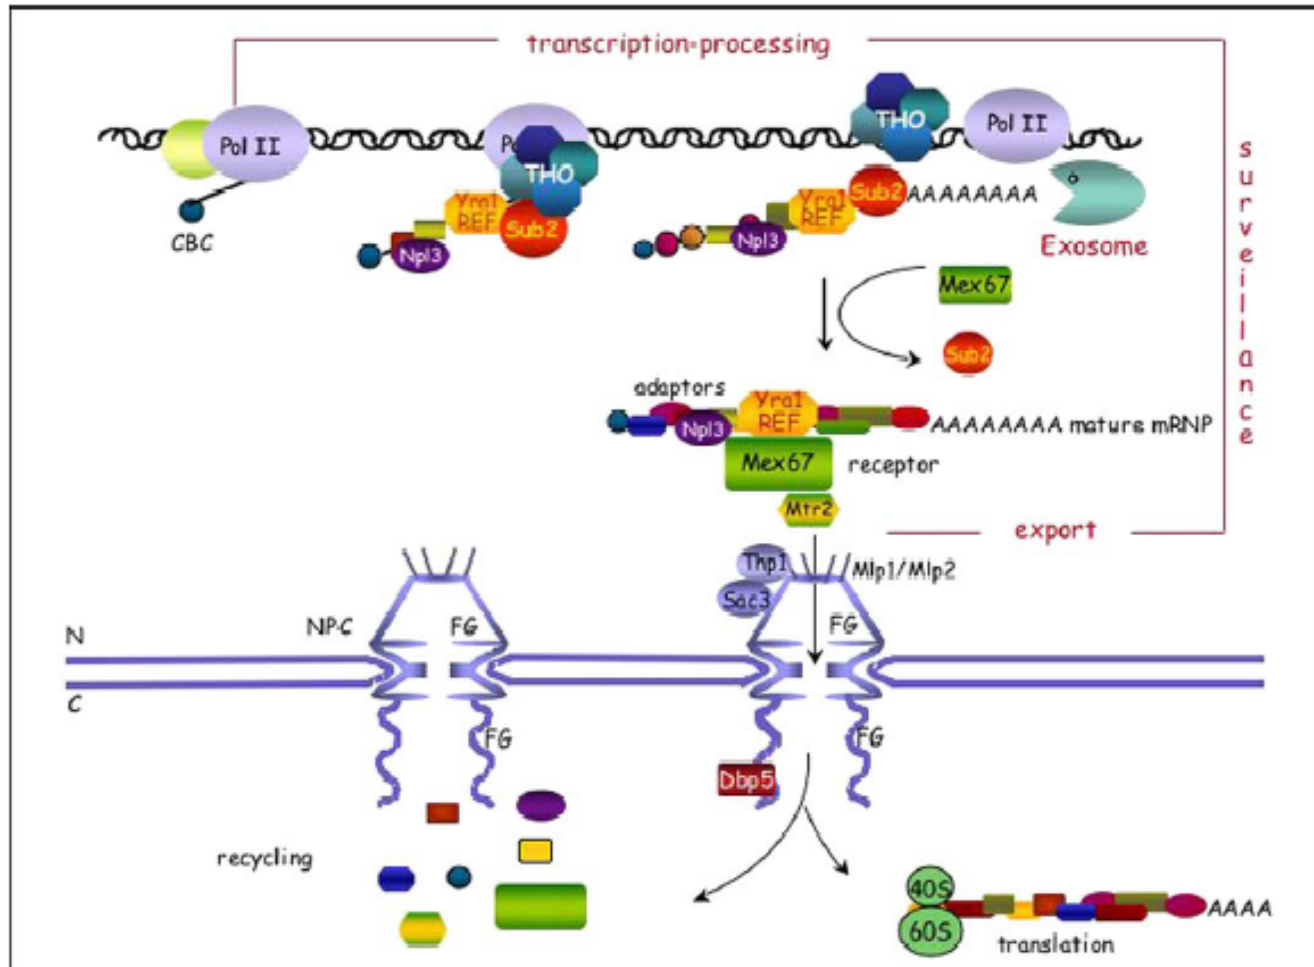 transcription-processing
Pol II
THO
Pol II
THO
Yra1
REF
Sub2
AAAAAAAA
Yra1
REF
Sub2
CBC
Npl3
Npl3
Exosome
surveillance
Mex67
Sub2
adaptors
Yra1
REF
Npl3
AAAAAAAA mature mRNP
Mex67
receptor
Mtr2
export
Thp1
Mlp1/Mlp2
Sac3
NP-C
FG
FG
N
C
FG
FG
Dbp5
recycling
40S
60S
AAAA
translation